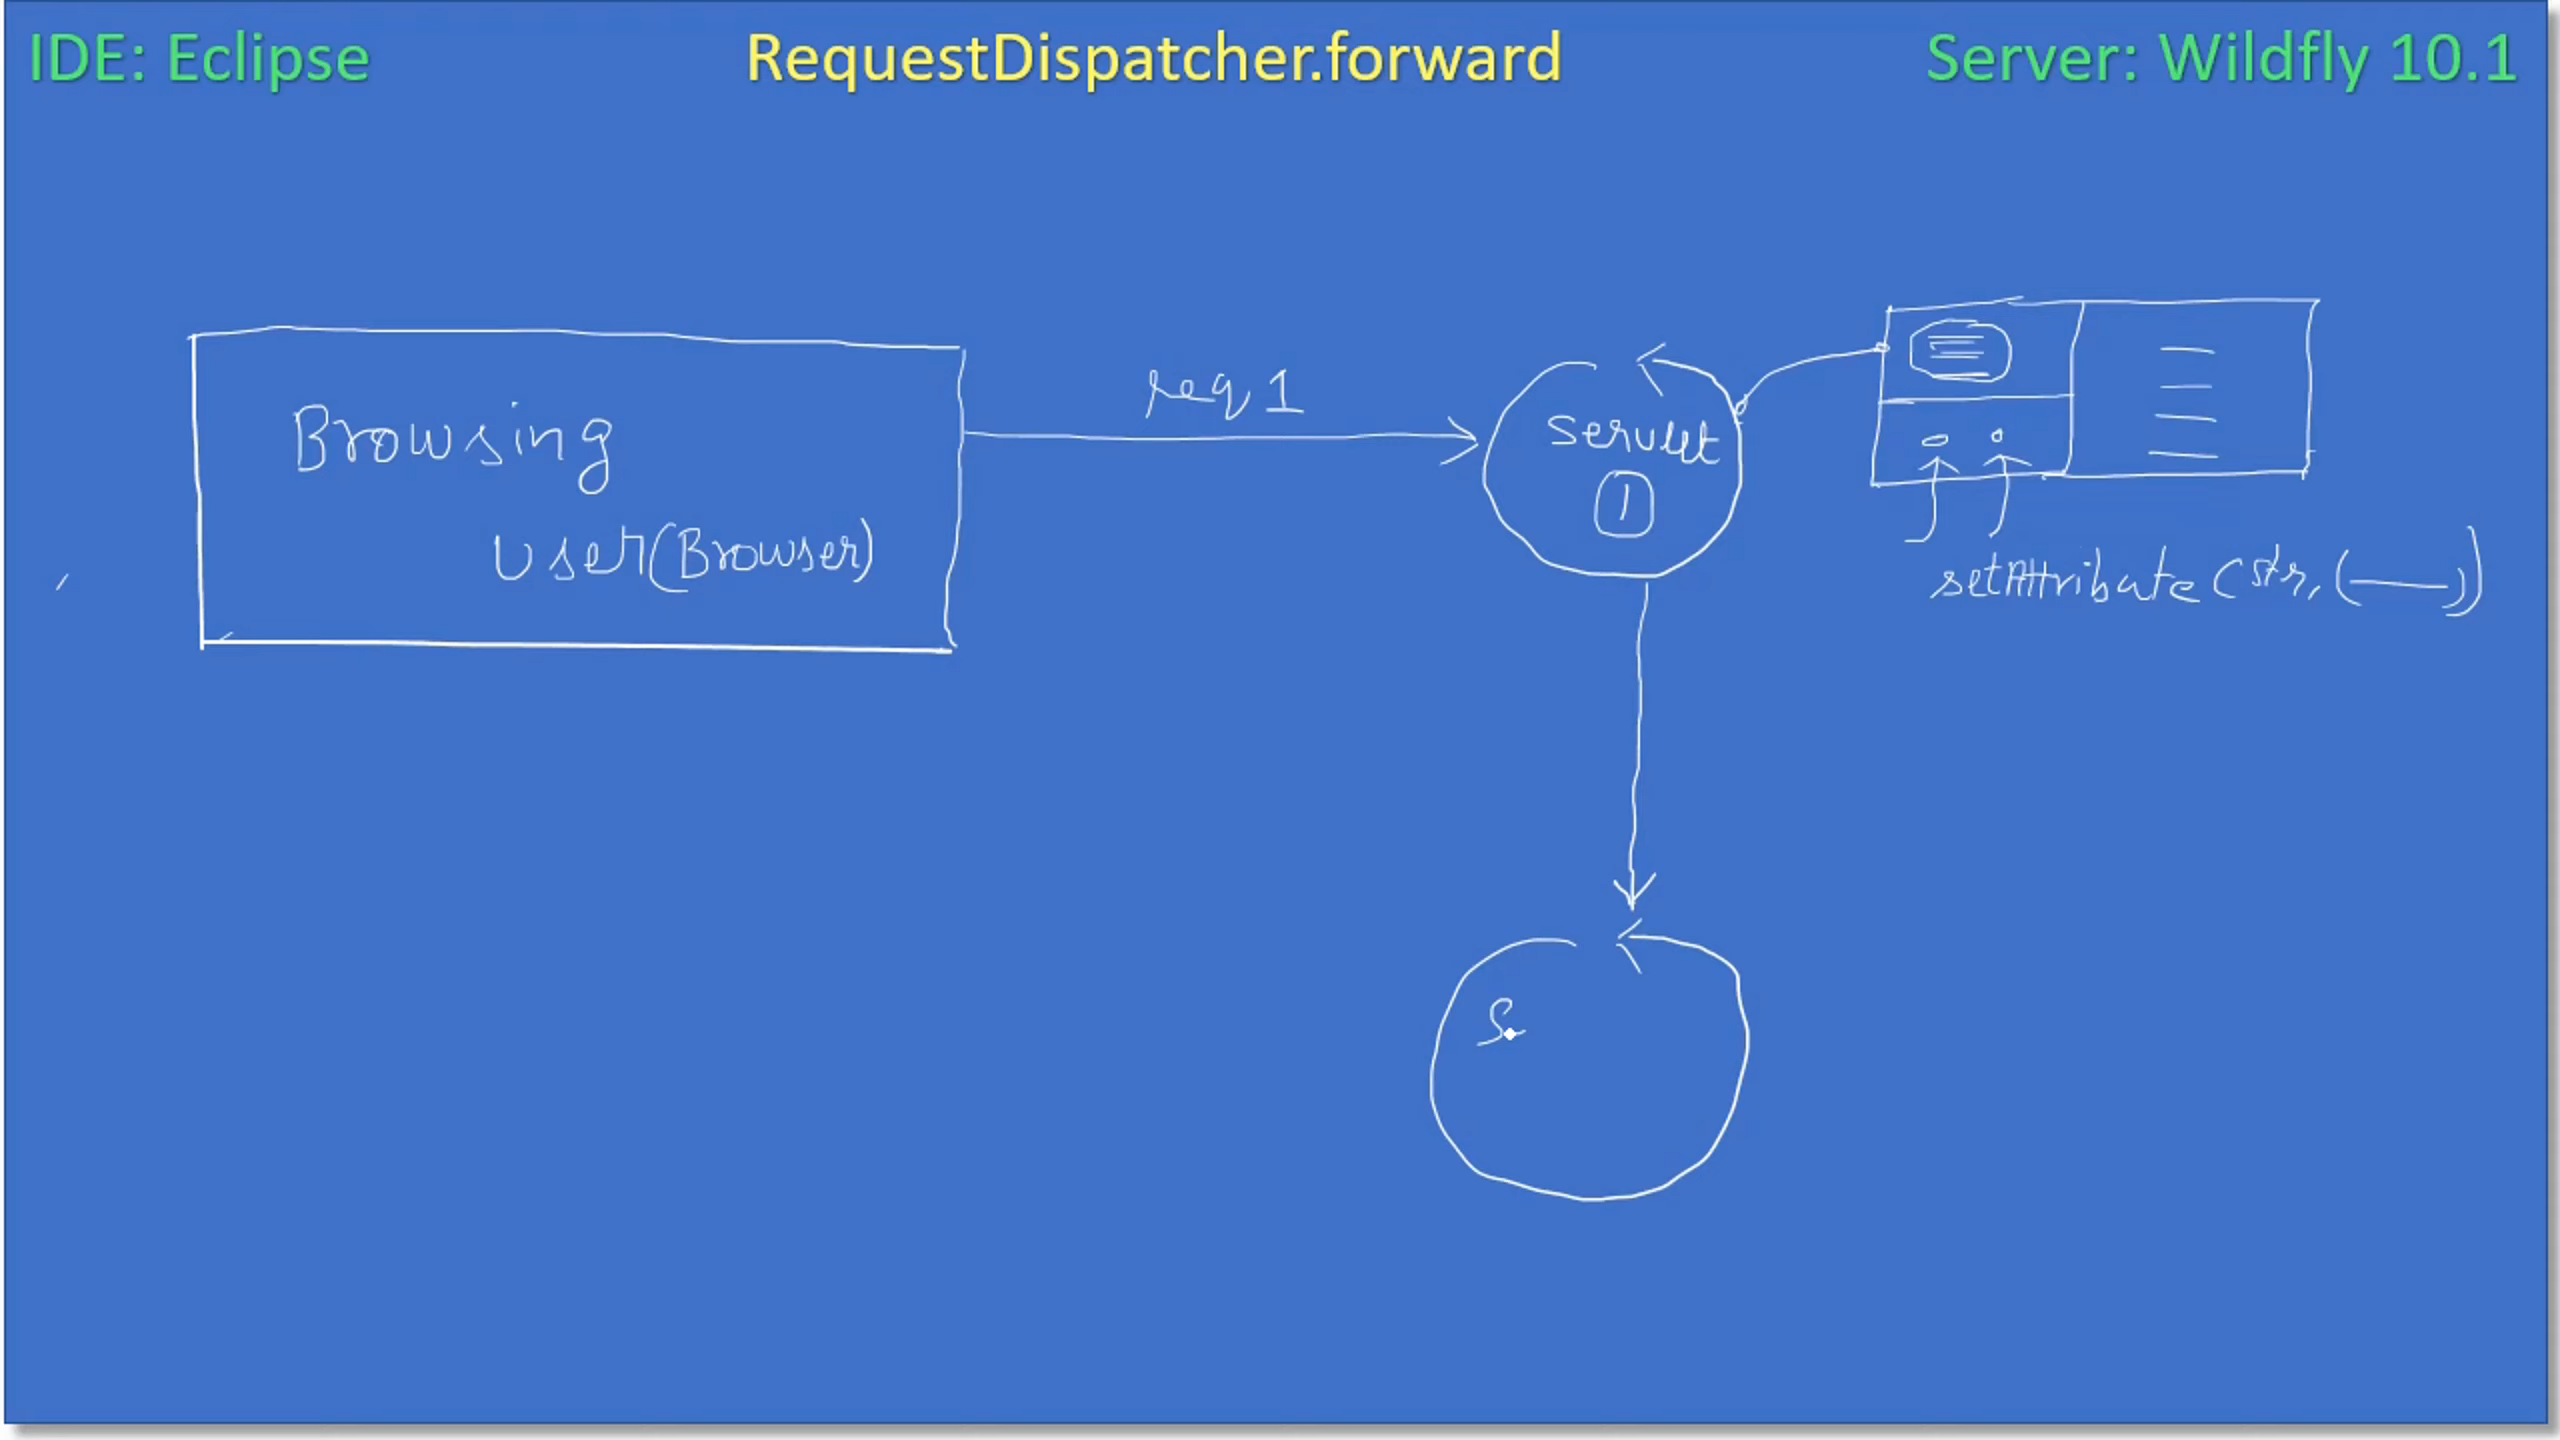 IDE: Eclipse
RequestDispatcher.forward
Server: Wildfly 10.1
Browsing
user(Browser)
req 1
servlet
1
setAttribute(str, (——))
S